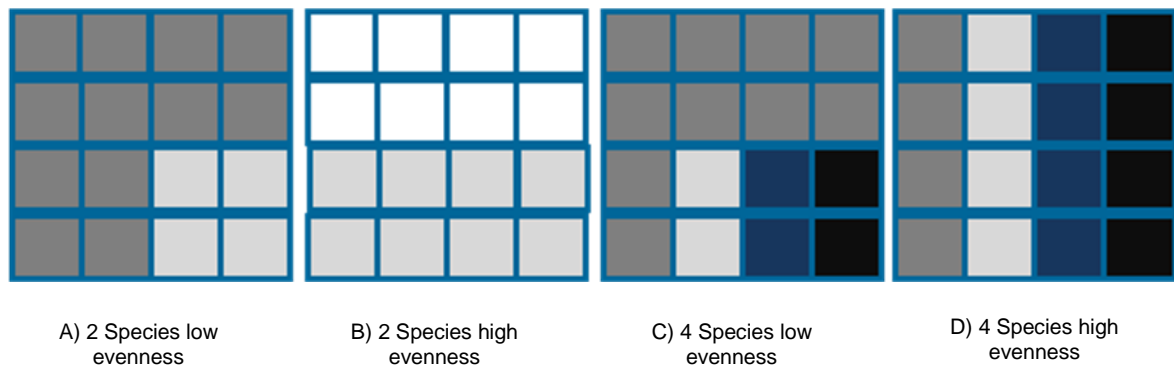 A) 2 Species low
evenness
B) 2 Species high
evenness
C) 4 Species low
evenness
D) 4 Species high
evenness